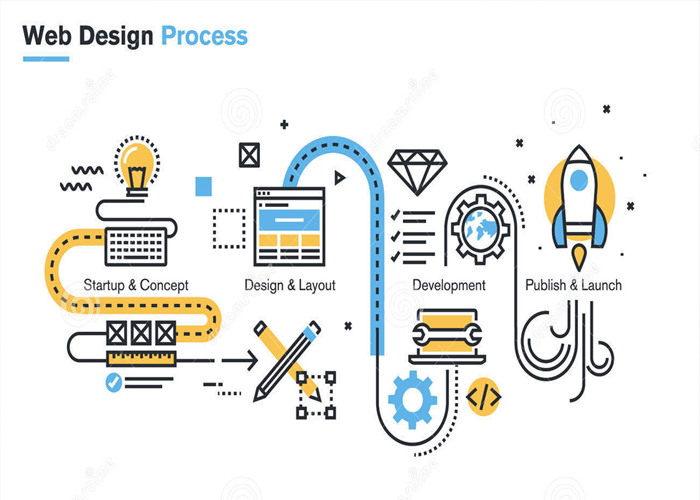 Web Design Process
Startup & Concept
Design & Layout
Development
Publish & Launch
</>